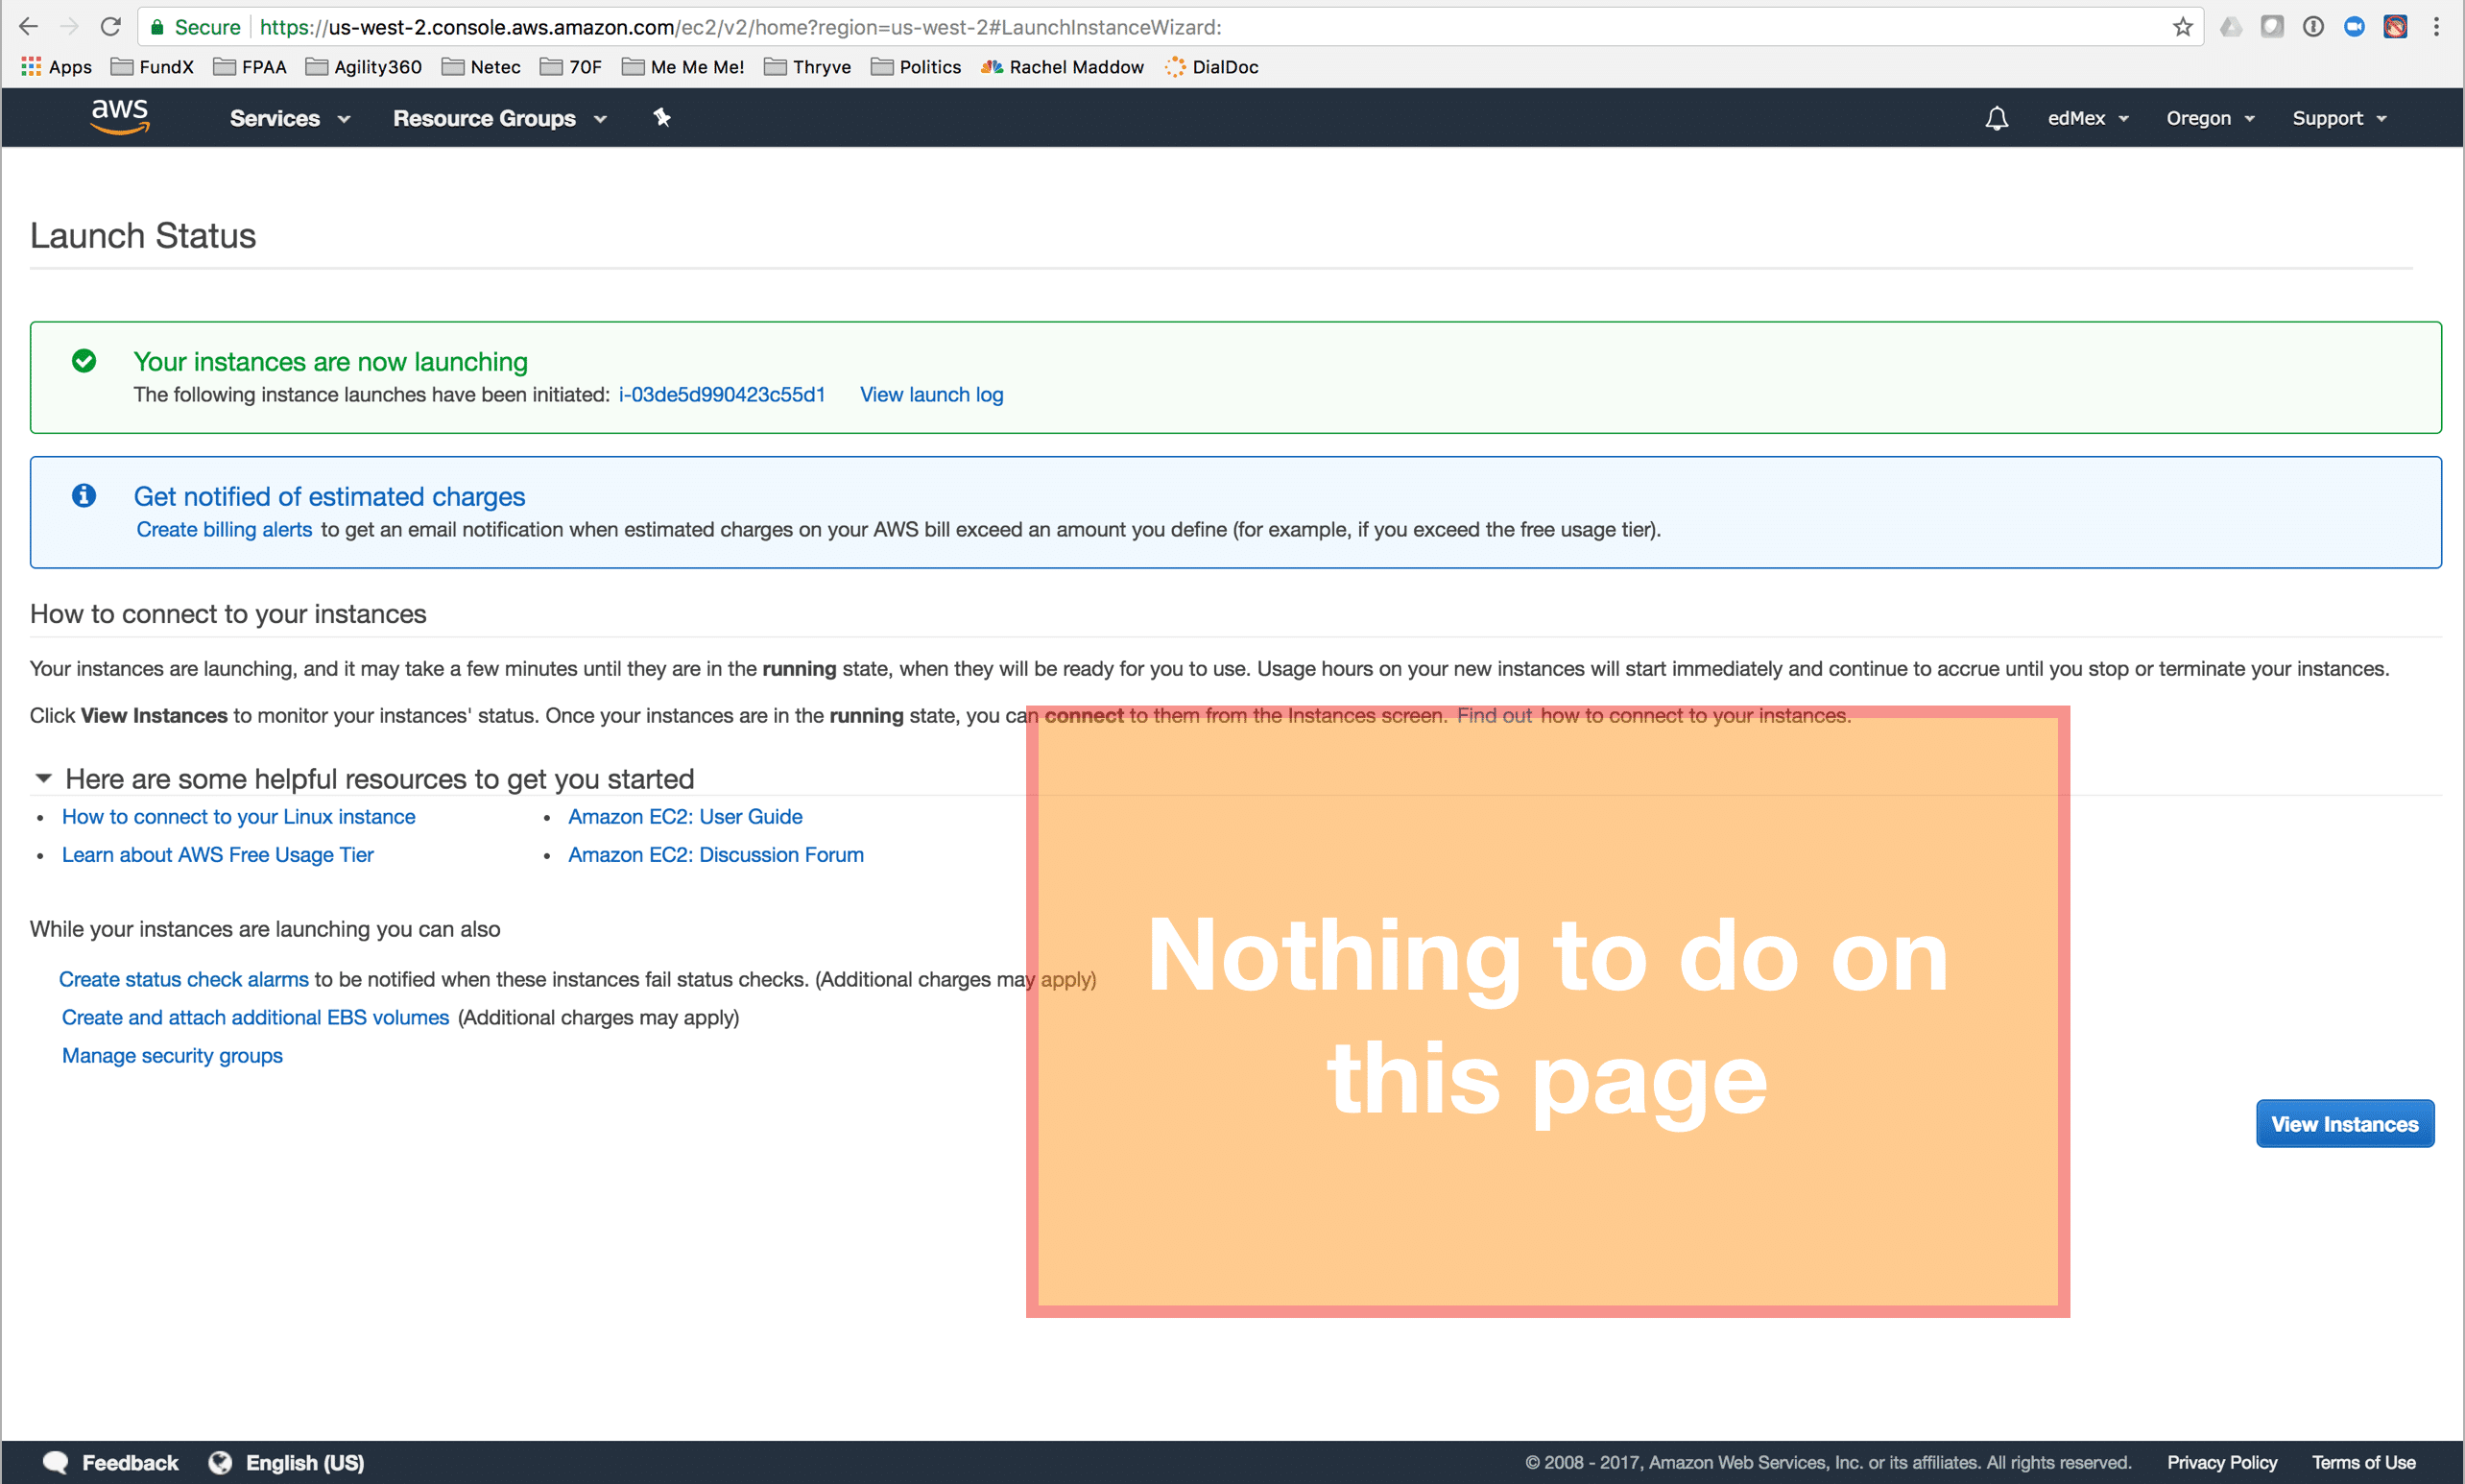 Secure https://us-west-2.console.aws.amazon.com/ec2/v2/home?region=us-west-2#LaunchInstanceWizard:
Apps FundX FPAA Agility360 Netec 70F Me Me Me! Thryve Politics Rachel Maddow DialDoc
aws Services Resource Groups edMex Oregon Support
Launch Status
Your instances are now launching
The following instance launches have been initiated: i-03de5d990423c55d1 View launch log
Get notified of estimated charges
Create billing alerts to get an email notification when estimated charges on your AWS bill exceed an amount you define (for example, if you exceed the free usage tier).
How to connect to your instances
Your instances are launching, and it may take a few minutes until they are in the running state, when they will be ready for you to use. Usage hours on your new instances will start immediately and continue to accrue until you stop or terminate your instances.
Click View Instances to monitor your instances' status. Once your instances are in the running state, you can connect to them from the Instances screen. Find out how to connect to your instances.
Here are some helpful resources to get you started
• How to connect to your Linux instance • Amazon EC2: User Guide
• Learn about AWS Free Usage Tier • Amazon EC2: Discussion Forum
While your instances are launching you can also
Create status check alarms to be notified when these instances fail status checks. (Additional charges may apply)
Create and attach additional EBS volumes (Additional charges may apply)
Manage security groups
Nothing to do on
this page
View Instances
Feedback English (US) © 2008 - 2017, Amazon Web Services, Inc. or its affiliates. All rights reserved. Privacy Policy Terms of Use